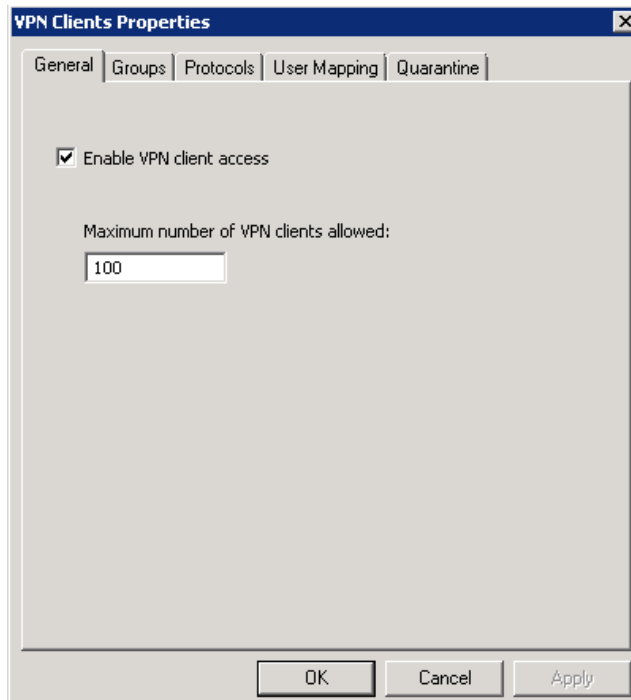 VPN Clients Properties
General Groups Protocols User Mapping Quarantine
Enable VPN client access
Maximum number of VPN clients allowed:
100
OK Cancel Apply